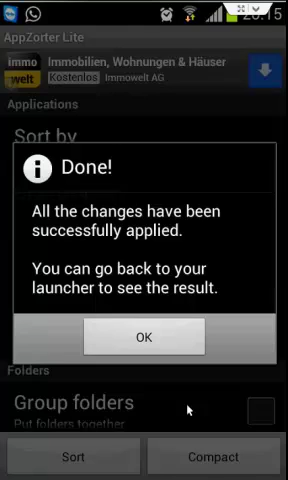 AppZorter Lite
immo
welt
Immobilien, Wohnungen & Häuser
Kostenlos Immowelt AG
Applications
Sort by
Done!
All the changes have been
successfully applied.
You can go back to your
launcher to see the result.
OK
Folders
Group folders
Put folders together
Sort
Compact